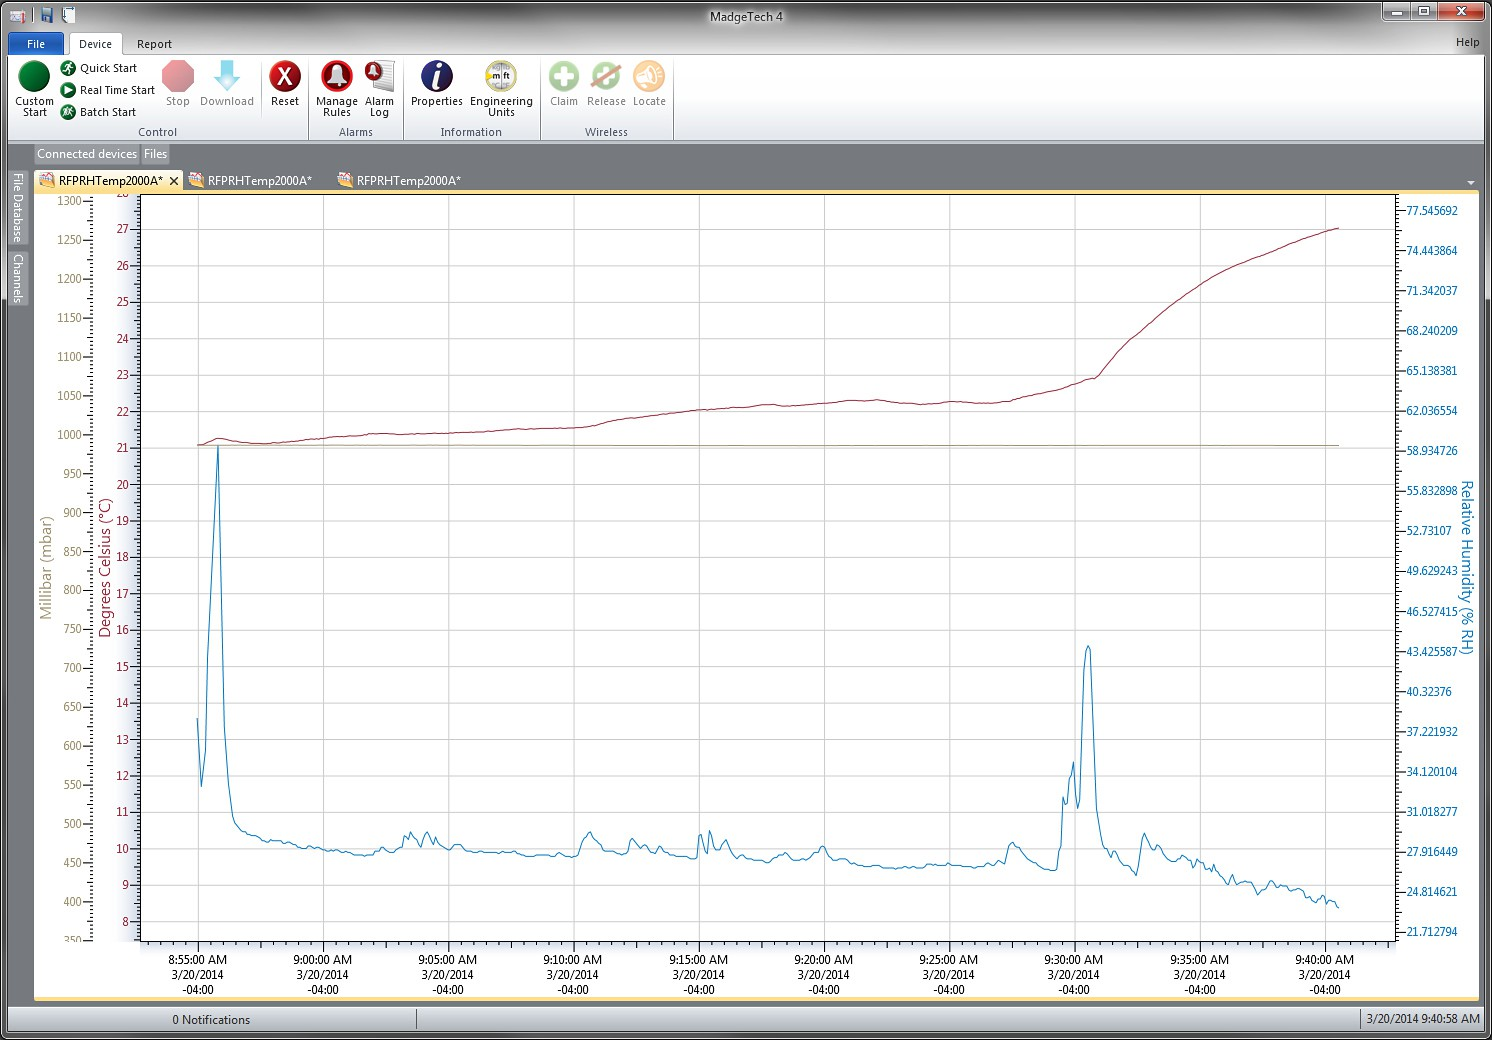 MadgeTech 4
File
Device
Report
Help
Custom Start
Quick Start
Real Time Start
Batch Start
Stop
Download
Reset
Manage Rules
Alarm Log
Properties
Engineering Units
mft
Claim
Release
Locate
Control
Alarms
Information
Wireless
Connected devices
Files
RFPRHTemp2000A*
RFPRHTemp2000A*
RFPRHTemp2000A*
File Database
Channels
Millibar (mbar)
1300
1250
1200
1150
1100
1050
1000
950
900
850
800
750
700
650
600
550
500
450
400
350
Degrees Celsius (°C)
28
27
26
25
24
23
22
21
20
19
18
17
16
15
14
13
12
11
10
9
8
77.545692
74.443864
71.342037
68.240209
65.138381
62.036554
58.934726
55.832898
52.73107
49.629243
46.527415
43.425587
40.32376
37.221932
34.120104
31.018277
27.916449
24.814621
21.712794
Relative Humidity (% RH)
8:55:00 AM
3/20/2014
-04:00
9:00:00 AM
3/20/2014
-04:00
9:05:00 AM
3/20/2014
-04:00
9:10:00 AM
3/20/2014
-04:00
9:15:00 AM
3/20/2014
-04:00
9:20:00 AM
3/20/2014
-04:00
9:25:00 AM
3/20/2014
-04:00
9:30:00 AM
3/20/2014
-04:00
9:35:00 AM
3/20/2014
-04:00
9:40:00 AM
3/20/2014
-04:00
0 Notifications
3/20/2014 9:40:58 AM